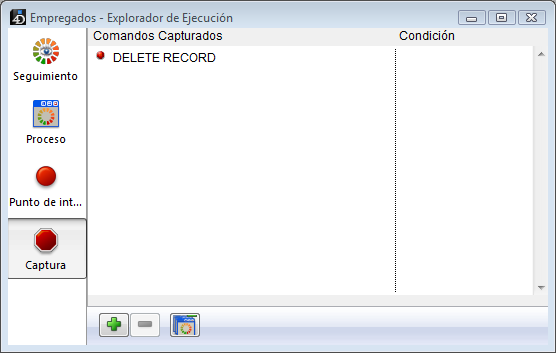 Empregados - Explorador de Ejecución
Comandos Capturados Condición
Seguimiento
DELETE RECORD
Proceso
Punto de int...
Captura